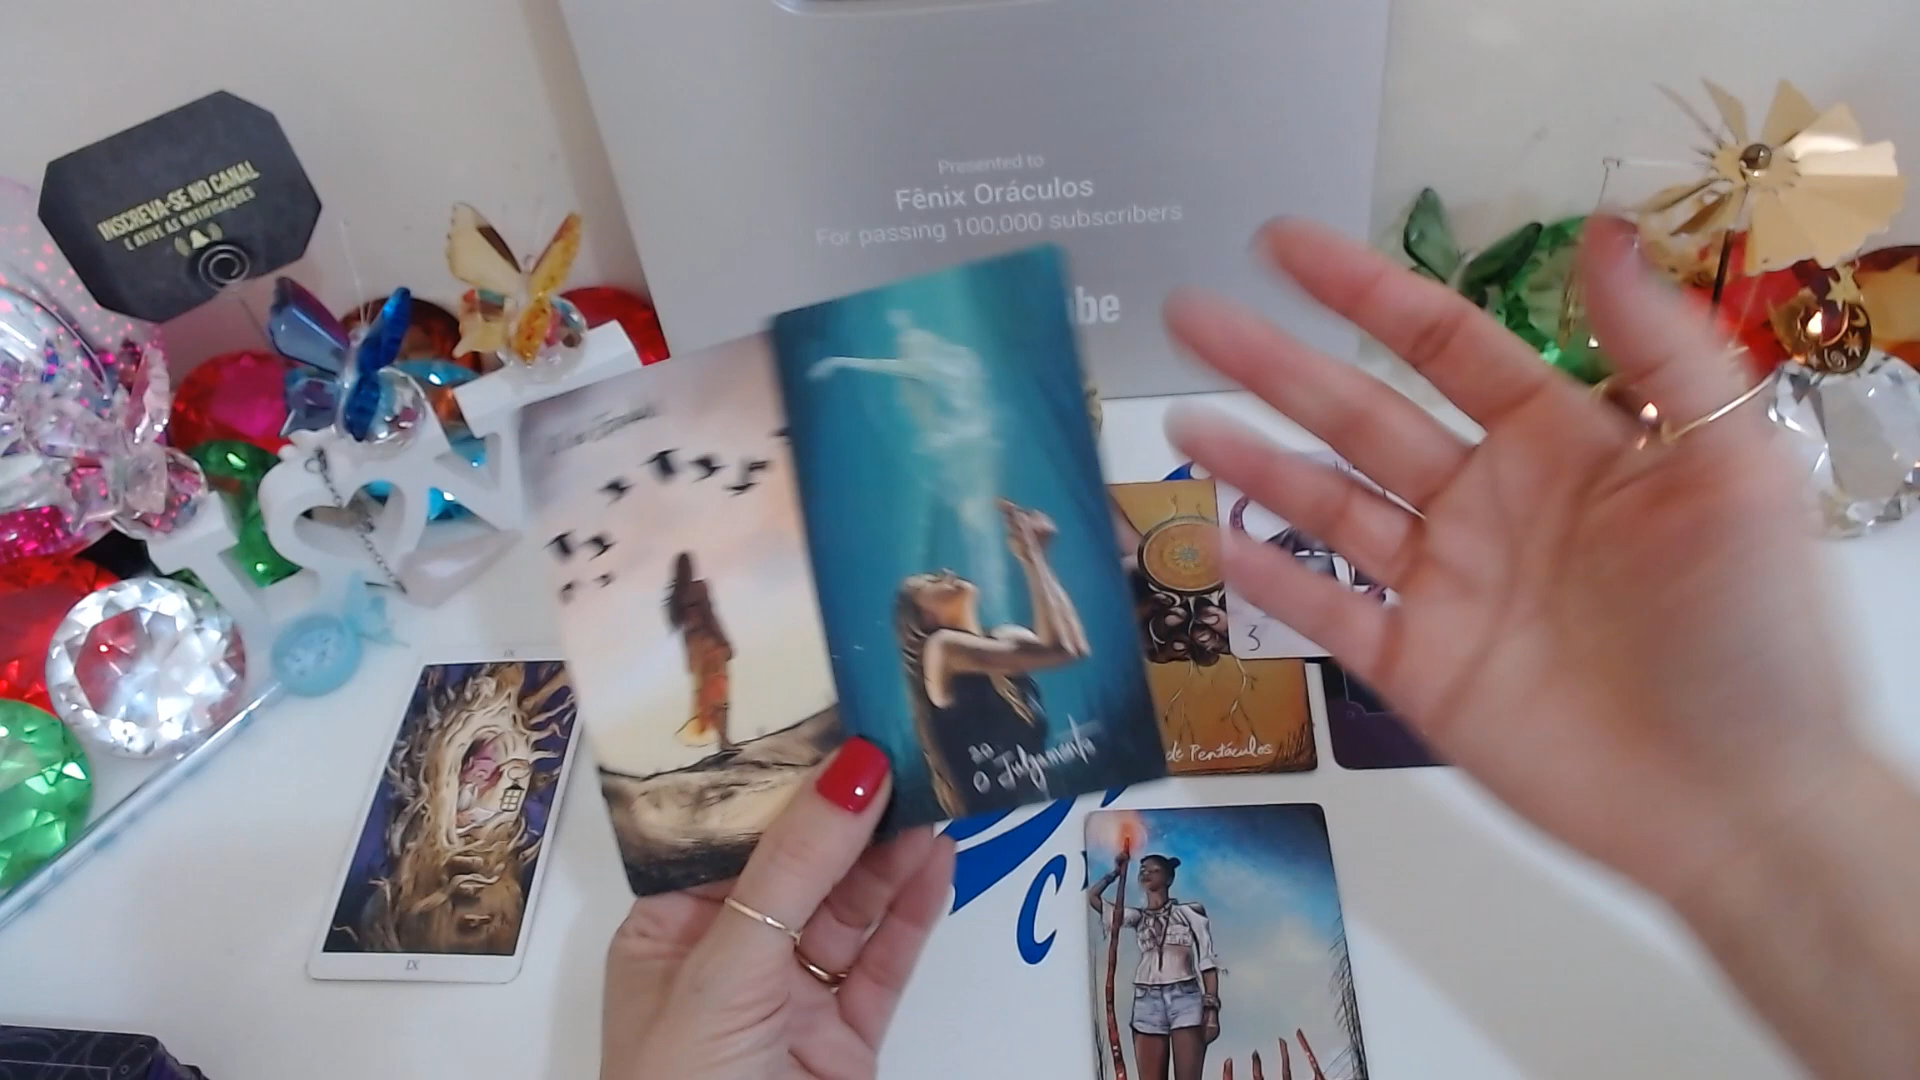 INSCREVA-SE NO CANAL
E ATIVE AS NOTIFICAÇÕES
Presented to
Fênix Oráculos
For passing 100,000 subscribers
be
20
O Julgamento
de Pentáculos
3
IX
IX
C